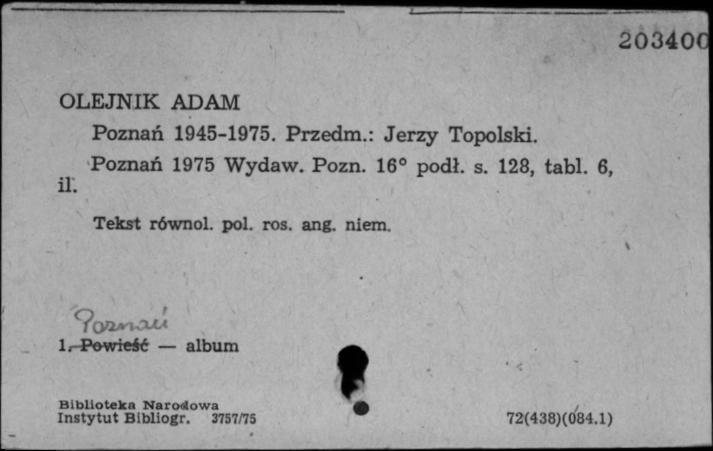 203400
OLEJNIK ADAM
Poznań 1945-1975. Przedm.: Jerzy Topolski.
Poznań 1975 Wydaw. Pozn. 16° podł. s. 128, tabl. 6,
il.
Tekst równol. pol. ros. ang. niem.
Poznań
1. Powieść — album
Biblioteka Narodowa
Instytut Bibliogr. 3757/75
72(438)(084.1)